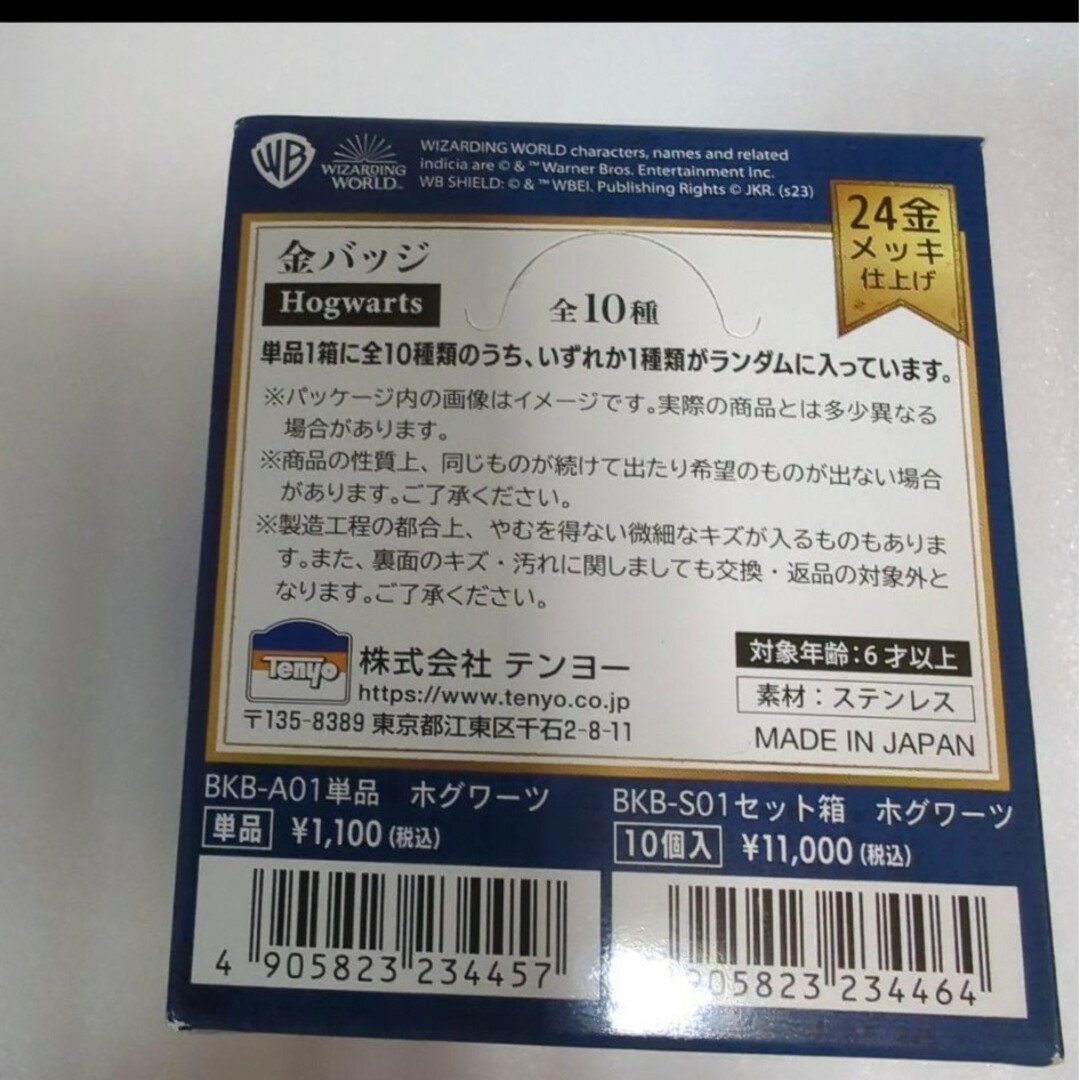 WB
WIZARDING
WORLD™
WIZARDING WORLD characters, names and related
indicia are © & ™ Warner Bros. Entertainment Inc.
WB SHIELD: © & ™ WBEI. Publishing Rights © JKR. (s23)
24金
メッキ
仕上げ
金バッジ
Hogwarts
全10種
単品1箱に全10種類のうち、いずれか1種類がランダムに入っています。
※パッケージ内の画像はイメージです。実際の商品とは多少異なる
場合があります。
※商品の性質上、同じものが続けて出たり希望のものが出ない場合
があります。ご了承ください。
※製造工程の都合上、やむを得ない微細なキズが入るものもありま
す。また、裏面のキズ・汚れに関しましても交換・返品の対象外と
なります。ご了承ください。
Tenyo
株式会社 テンヨー
https://www.tenyo.co.jp
〒135-8389 東京都江東区千石2-8-11
対象年齢:6才以上
素材:ステンレス
MADE IN JAPAN
BKB-A01単品 ホグワーツ
単品 ¥1,100(税込)
BKB-S01セット箱 ホグワーツ
10個入 ¥11,000(税込)
4 905823 234457
905823 234464